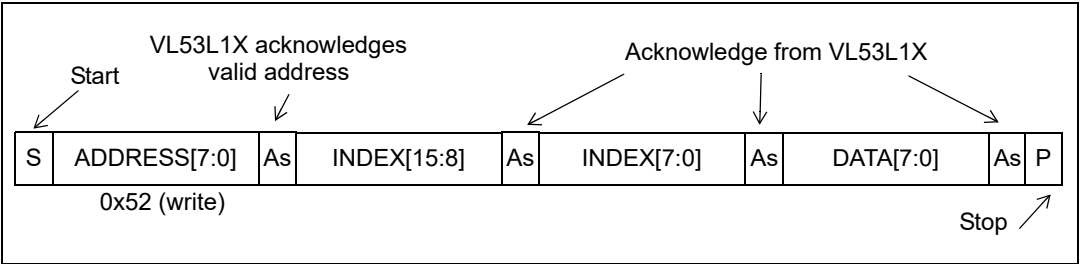 VL53L1X acknowledges
valid address
Acknowledge from VL53L1X
Start
S ADDRESS[7:0] As INDEX[15:8] As INDEX[7:0] As DATA[7:0] As P
0x52 (write)
Stop